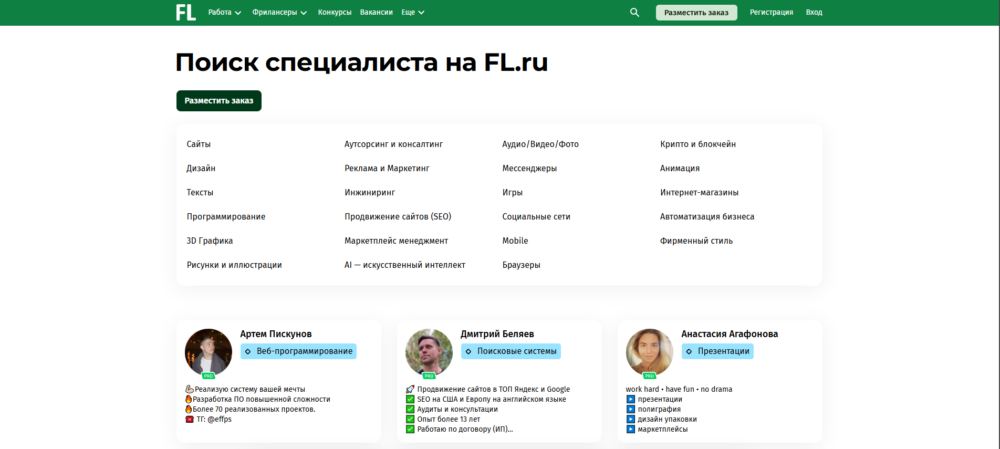 FL Работа Фрилансеры Конкурсы Вакансии Еще Разместить заказ Регистрация Вход
Поиск специалиста на FL.ru
Разместить заказ
Сайты Аутсорсинг и консалтинг Аудио/Видео/Фото Крипто и блокчейн
Дизайн Реклама и Маркетинг Мессенджеры Анимация
Тексты Инжиниринг Игры Интернет-магазины
Программирование Продвижение сайтов (SEO) Социальные сети Автоматизация бизнеса
3D Графика Маркетплейс менеджмент Mobile Фирменный стиль
Рисунки и иллюстрации AI — искусственный интеллект Браузеры
Артем Пискунов
Веб-программирование
PRO
💪🏻Реализую систему вашей мечты
🔥Разработка ПО повышенной сложности
🔥Более 70 реализованных проектов.
☎️ ТГ: @effps
Дмитрий Беляев
Поисковые системы
PRO
🚀 Продвижение сайтов в ТОП Яндекс и Google
✅ SEO на США и Европу на английском языке
✅ Аудиты и консультации
✅ Опыт более 13 лет
✅ Работаю по договору (ИП)...
Анастасия Агафонова
Презентации
PRO
work hard • have fun • no drama
▶️ презентации
▶️ полиграфия
▶️ дизайн упаковки
▶️ маркетплейсы